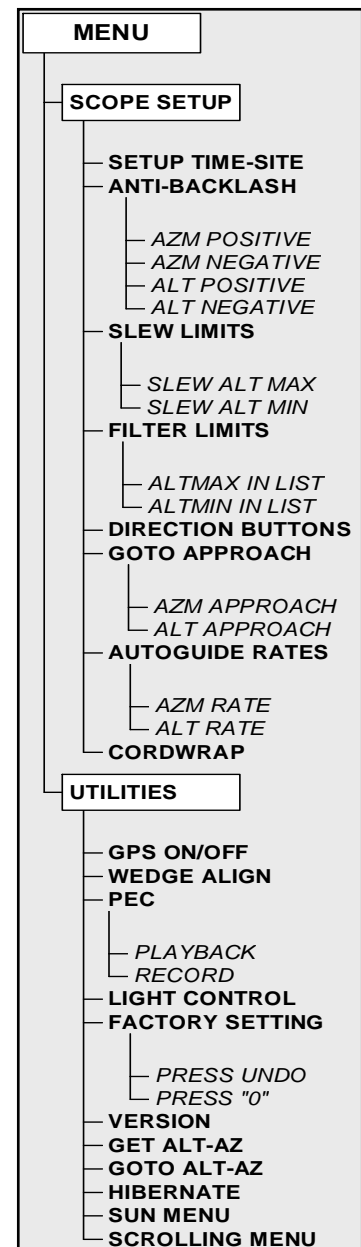 MENU
SCOPE SETUP
SETUP TIME-SITE
ANTI-BACKLASH
AZM POSITIVE
AZM NEGATIVE
ALT POSITIVE
ALT NEGATIVE
SLEW LIMITS
SLEW ALT MAX
SLEW ALT MIN
FILTER LIMITS
ALTMAX IN LIST
ALTMIN IN LIST
DIRECTION BUTTONS
GOTO APPROACH
AZM APPROACH
ALT APPROACH
AUTOGUIDE RATES
AZM RATE
ALT RATE
CORDWRAP
UTILITIES
GPS ON/OFF
WEDGE ALIGN
PEC
PLAYBACK
RECORD
LIGHT CONTROL
FACTORY SETTING
PRESS UNDO
PRESS "0"
VERSION
GET ALT-AZ
GOTO ALT-AZ
HIBERNATE
SUN MENU
SCROLLING MENU